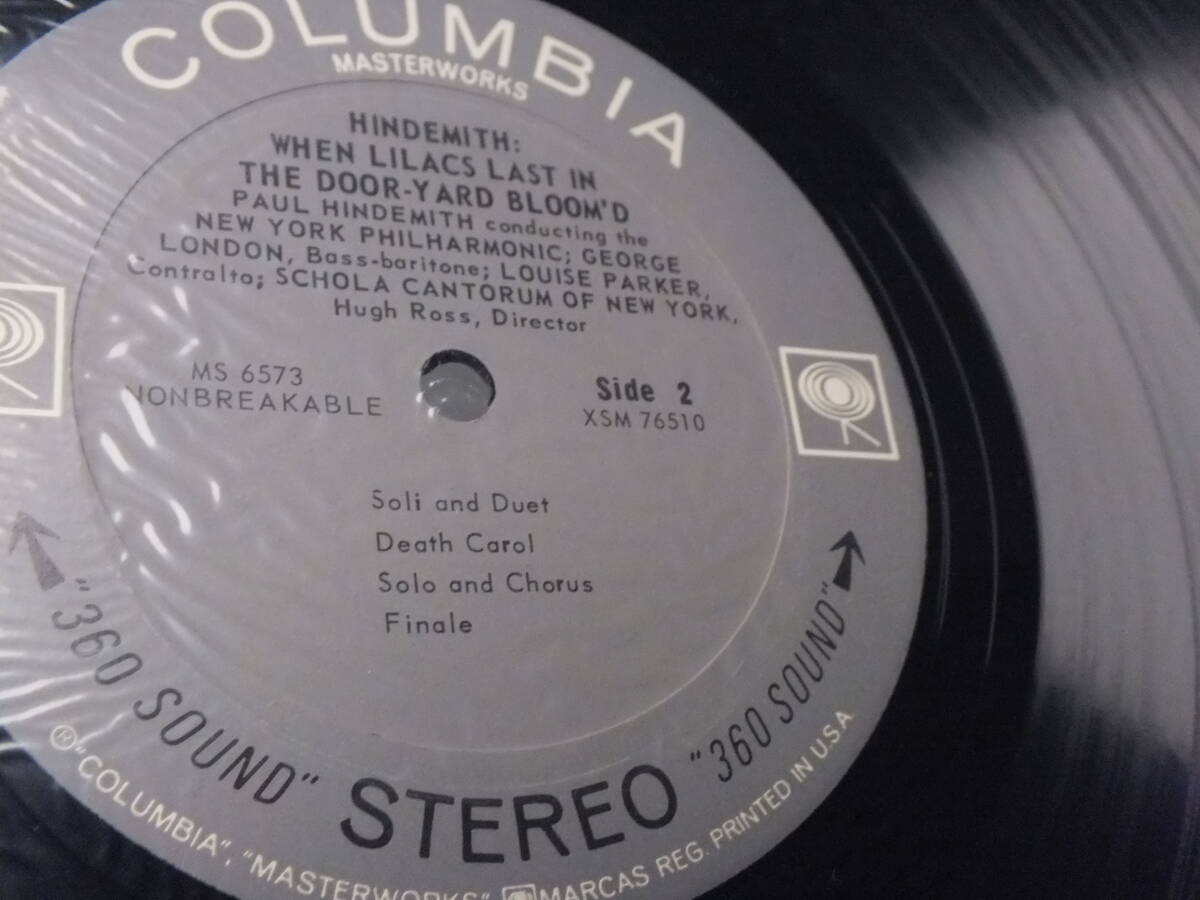 COLUMBIA
MASTERWORKS
HINDEMITH:
WHEN LILACS LAST IN
THE DOOR-YARD BLOOM'D
PAUL HINDEMITH conducting the
NEW YORK PHILHARMONIC; GEORGE
LONDON, Bass-baritone; LOUISE PARKER,
Contralto; SCHOLA CANTORUM OF NEW YORK,
Hugh Ross, Director
MS 6573
NONBREAKABLE
Side 2
XSM 76510
Soli and Duet
Death Carol
Solo and Chorus
Finale
"360 SOUND" STEREO "360 SOUND"
® "COLUMBIA", "MASTERWORKS" MARCAS REG. PRINTED IN U.S.A.